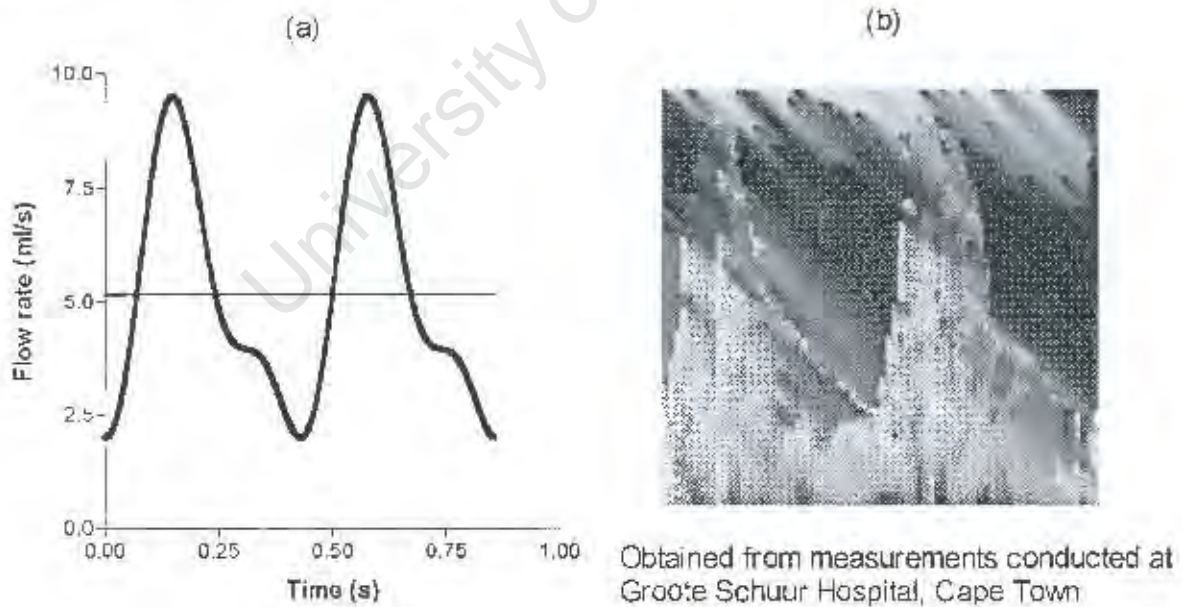 (a)
(b)
10.0
7.5
5.0
2.5
0.0
Flow rate (ml/s)
0.00
0.25
0.50
0.75
1.00
Time (s)
University
Obtained from measurements conducted at
Groote Schuur Hospital, Cape Town